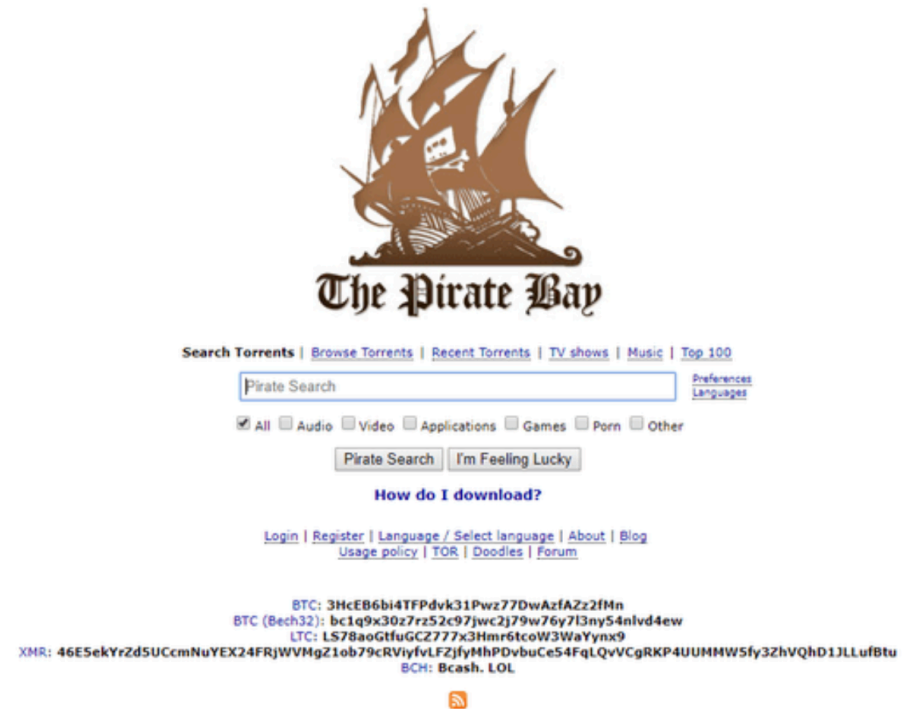 The Pirate Bay
Search Torrents | Browse Torrents | Recent Torrents | TV shows | Music | Top 100
Pirate Search
Preferences
Languages
All Audio Video Applications Games Porn Other
Pirate Search I'm Feeling Lucky
How do I download?
Login | Register | Language / Select language | About | Blog
Usage policy | TOR | Doodles | Forum
BTC: 3HcEB6bi4TFPdvk31Pwz77DwAzfAZz2fMn
BTC (Bech32): bc1q9x30z7rz52c97jwc2j79w76y7l3ny54nlvd4ew
LTC: LS78aoGtfuGCZ777x3Hmr6tcoW3WaYynx9
XMR: 46E5ekYrZd5UCcmNuYEX24FRjWVMgZ1ob79cRViyfvLFZjfyMhPDvbuCe54FqLQvVCgRKP4UUMMW5fy3ZhVQhD1JLLufBtu
BCH: Bcash. LOL